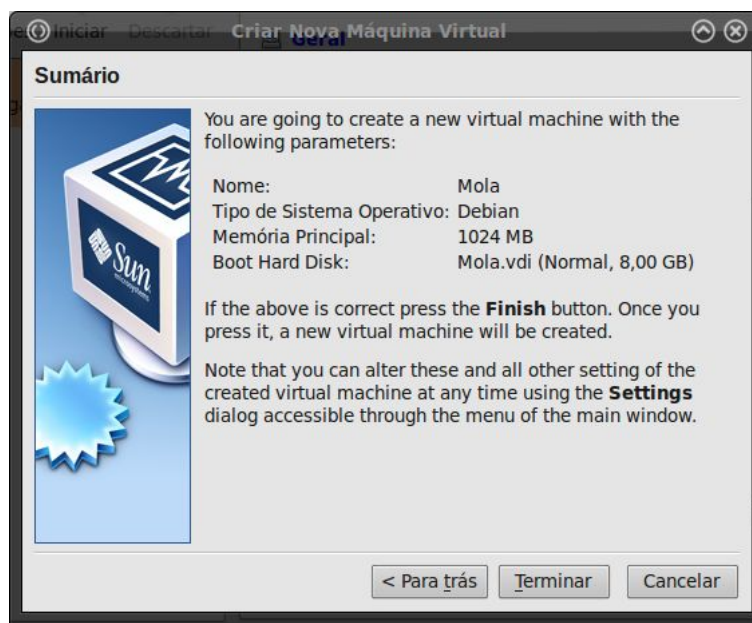 Iniciar Descartar
Criar Nova Máquina Virtual
Geral
Sumário
You are going to create a new virtual machine with the
following parameters:
Nome: Mola
Tipo de Sistema Operativo: Debian
Memória Principal: 1024 MB
Boot Hard Disk: Mola.vdi (Normal, 8,00 GB)
If the above is correct press the Finish button. Once you
press it, a new virtual machine will be created.
Note that you can alter these and all other setting of the
created virtual machine at any time using the Settings
dialog accessible through the menu of the main window.
Sun
microsystems
< Para trás Terminar Cancelar